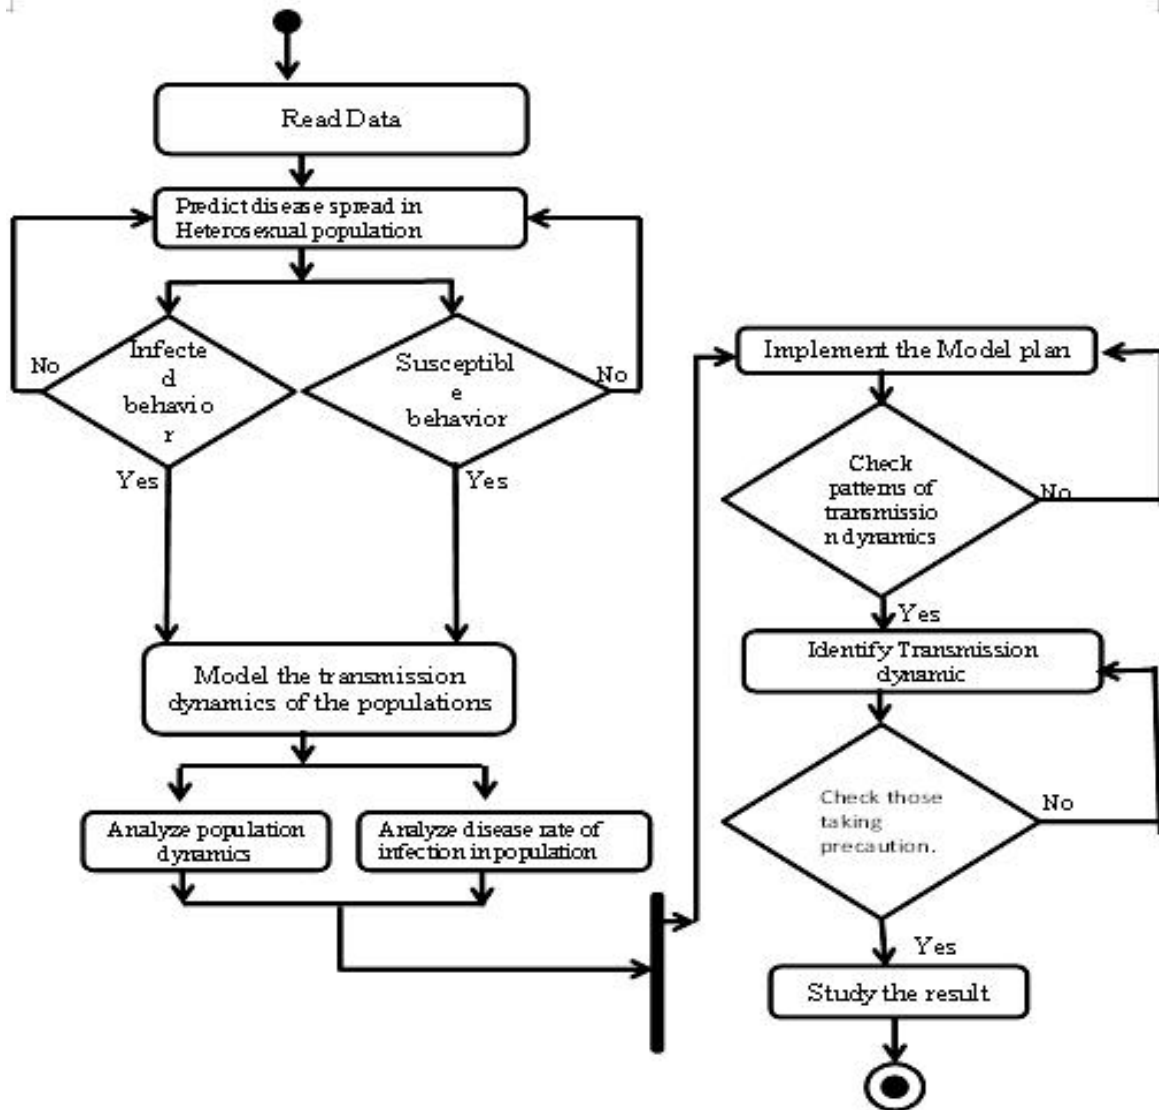 Read Data
Predict disease spread in
Heterosexual population
No
Infecte
d
behavio
r
Susceptibl
e
behavior
No
Yes
Yes
Model the transmission
dynamics of the populations
Analyze population
dynamics
Analyze disease rate of
infection in population
Implement the Model plan
Check
patterns of
transmissio
n dynamics
No
Yes
Identify Transmission
dynamic
Check those
taking
precaution.
No
Yes
Study the result